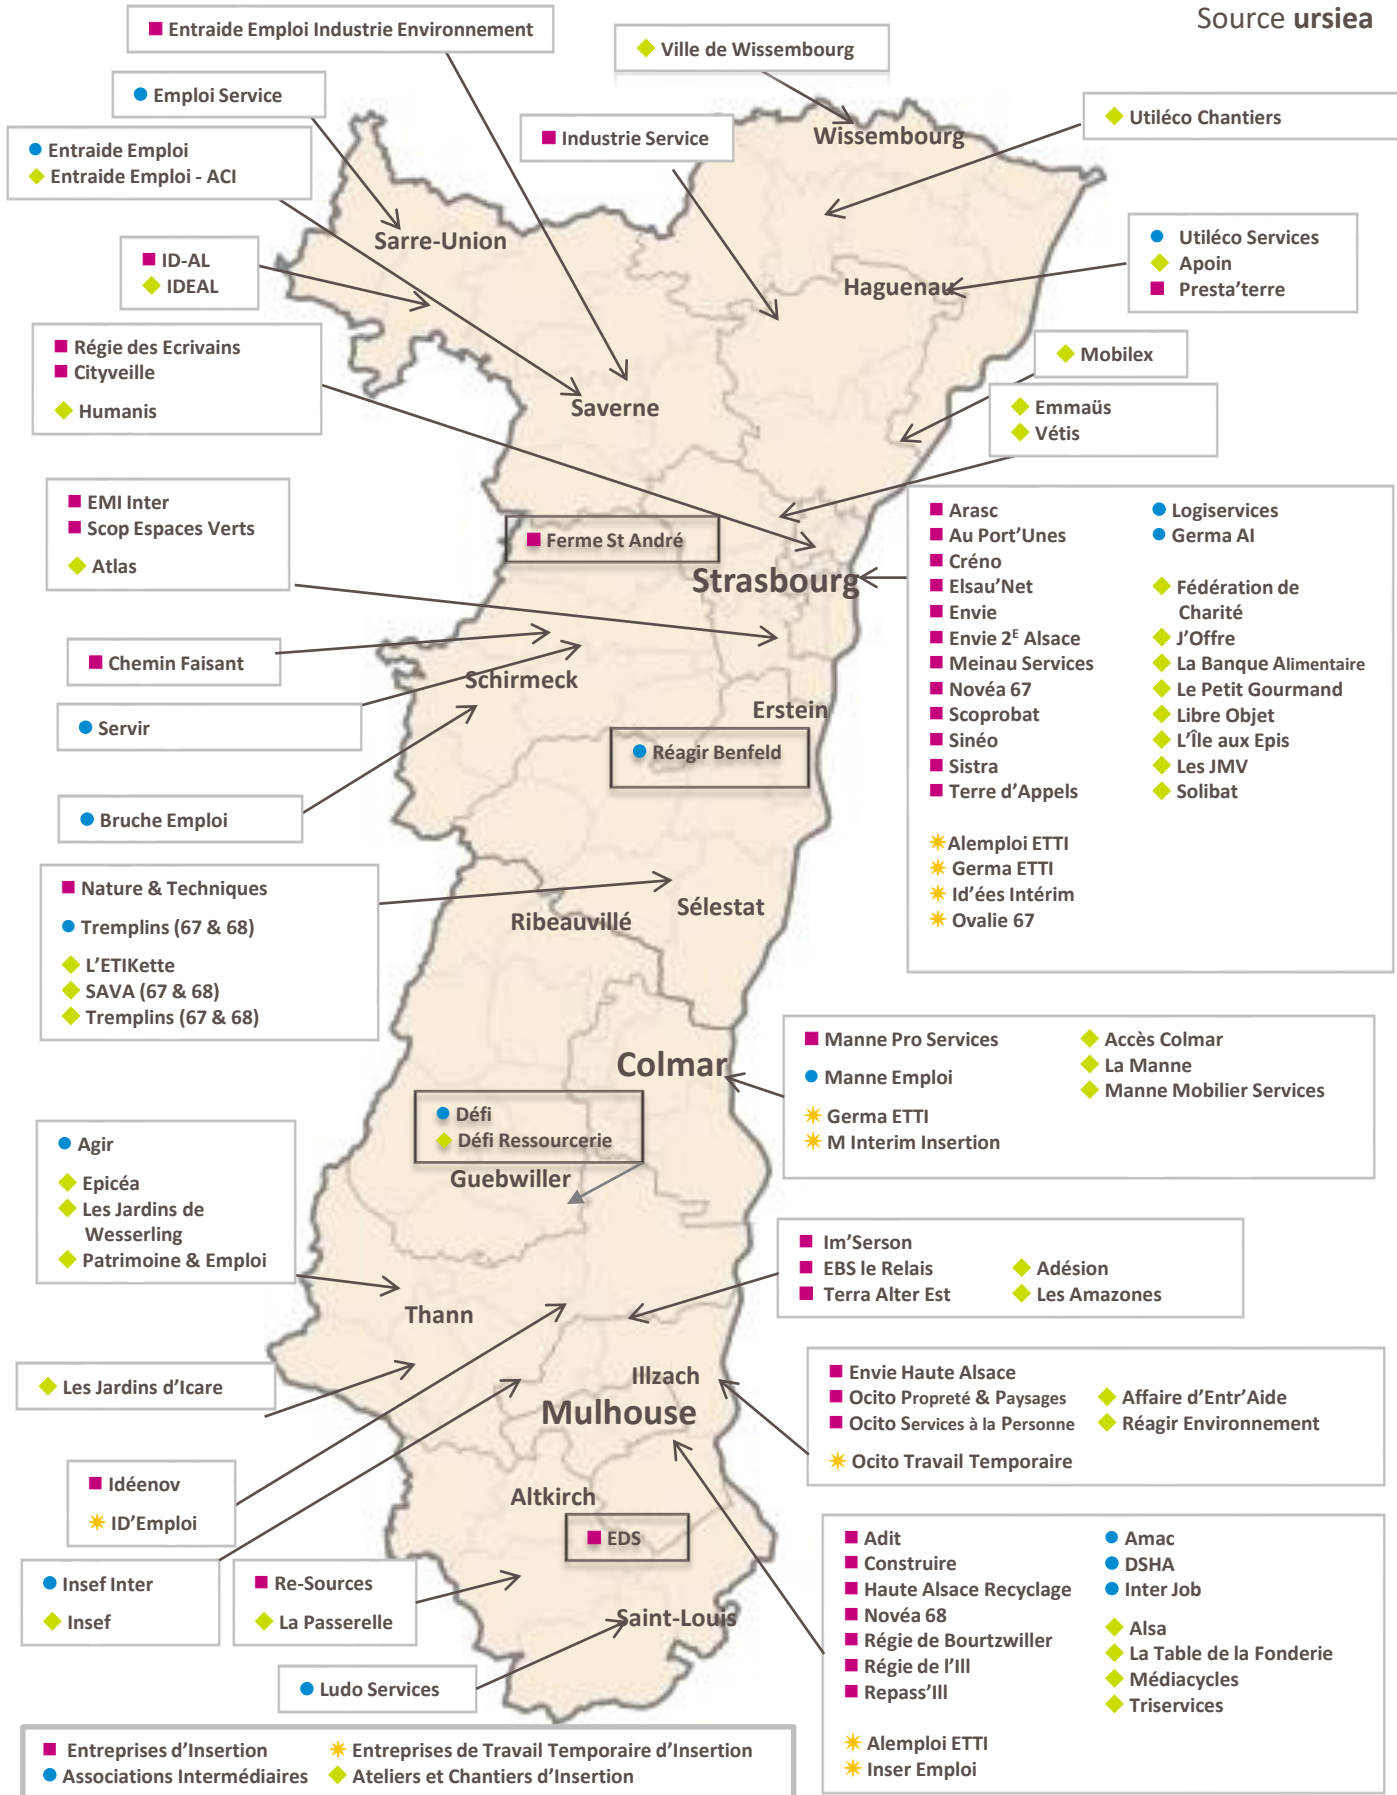 Source ursiea
Entraide Emploi Industrie Environnement
Ville de Wissembourg
Emploi Service
Utiléco Chantiers
Industrie Service
Wissembourg
Entraide Emploi
Entraide Emploi - ACI
Sarre-Union
Utiléco Services
Apoin
Presta'terre
ID-AL
IDEAL
Haguenau
Régie des Ecrivains
Cityveille
Humanis
Mobilex
Saverne
Emmaüs
Vétis
EMI Inter
Scop Espaces Verts
Atlas
Ferme St André
Strasbourg
Arasc
Au Port'Unes
Créno
Elsau'Net
Envie
Envie 2E Alsace
Meinau Services
Novéa 67
Scoprobat
Sinéo
Sistra
Terre d'Appels
Logiservices
Germa AI
Fédération de
Charité
J'Offre
La Banque Alimentaire
Le Petit Gourmand
Libre Objet
L'Île aux Epis
Les JMV
Solibat
Alemploi ETTI
Germa ETTI
Id'ées Intérim
Ovalie 67
Chemin Faisant
Schirmeck
Servir
Erstein
Réagir Benfeld
Bruche Emploi
Nature & Techniques
Tremplins (67 & 68)
L'ETIKette
SAVA (67 & 68)
Tremplins (67 & 68)
Ribeauvillé
Sélestat
Colmar
Manne Pro Services
Manne Emploi
Germa ETTI
M Interim Insertion
Accès Colmar
La Manne
Manne Mobilier Services
Défi
Défi Ressourcerie
Guebwiller
Agir
Epicéa
Les Jardins de
Wesserling
Patrimoine & Emploi
Im'Serson
EBS le Relais
Terra Alter Est
Adésion
Les Amazones
Thann
Les Jardins d'Icare
Illzach
Mulhouse
Envie Haute Alsace
Ocito Propreté & Paysages
Ocito Services à la Personne
Ocito Travail Temporaire
Affaire d'Entr'Aide
Réagir Environnement
Idéenov
ID'Emploi
Altkirch
EDS
Insef Inter
Insef
Re-Sources
La Passerelle
Saint-Louis
Ludo Services
Adit
Construire
Haute Alsace Recyclage
Novéa 68
Régie de Bourtzwiller
Régie de l'Ill
Repass'Ill
Alemploi ETTI
Inser Emploi
Amac
DSHA
Inter Job
Alsa
La Table de la Fonderie
Médiacycles
Triservices
Entreprises d'Insertion
Entreprises de Travail Temporaire d'Insertion
Associations Intermédiaires
Ateliers et Chantiers d'Insertion